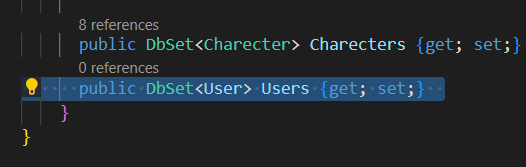 8 references
public DbSet<Charecter> Charecters {get; set;}
0 references
public DbSet<User> Users {get; set;}
}
}